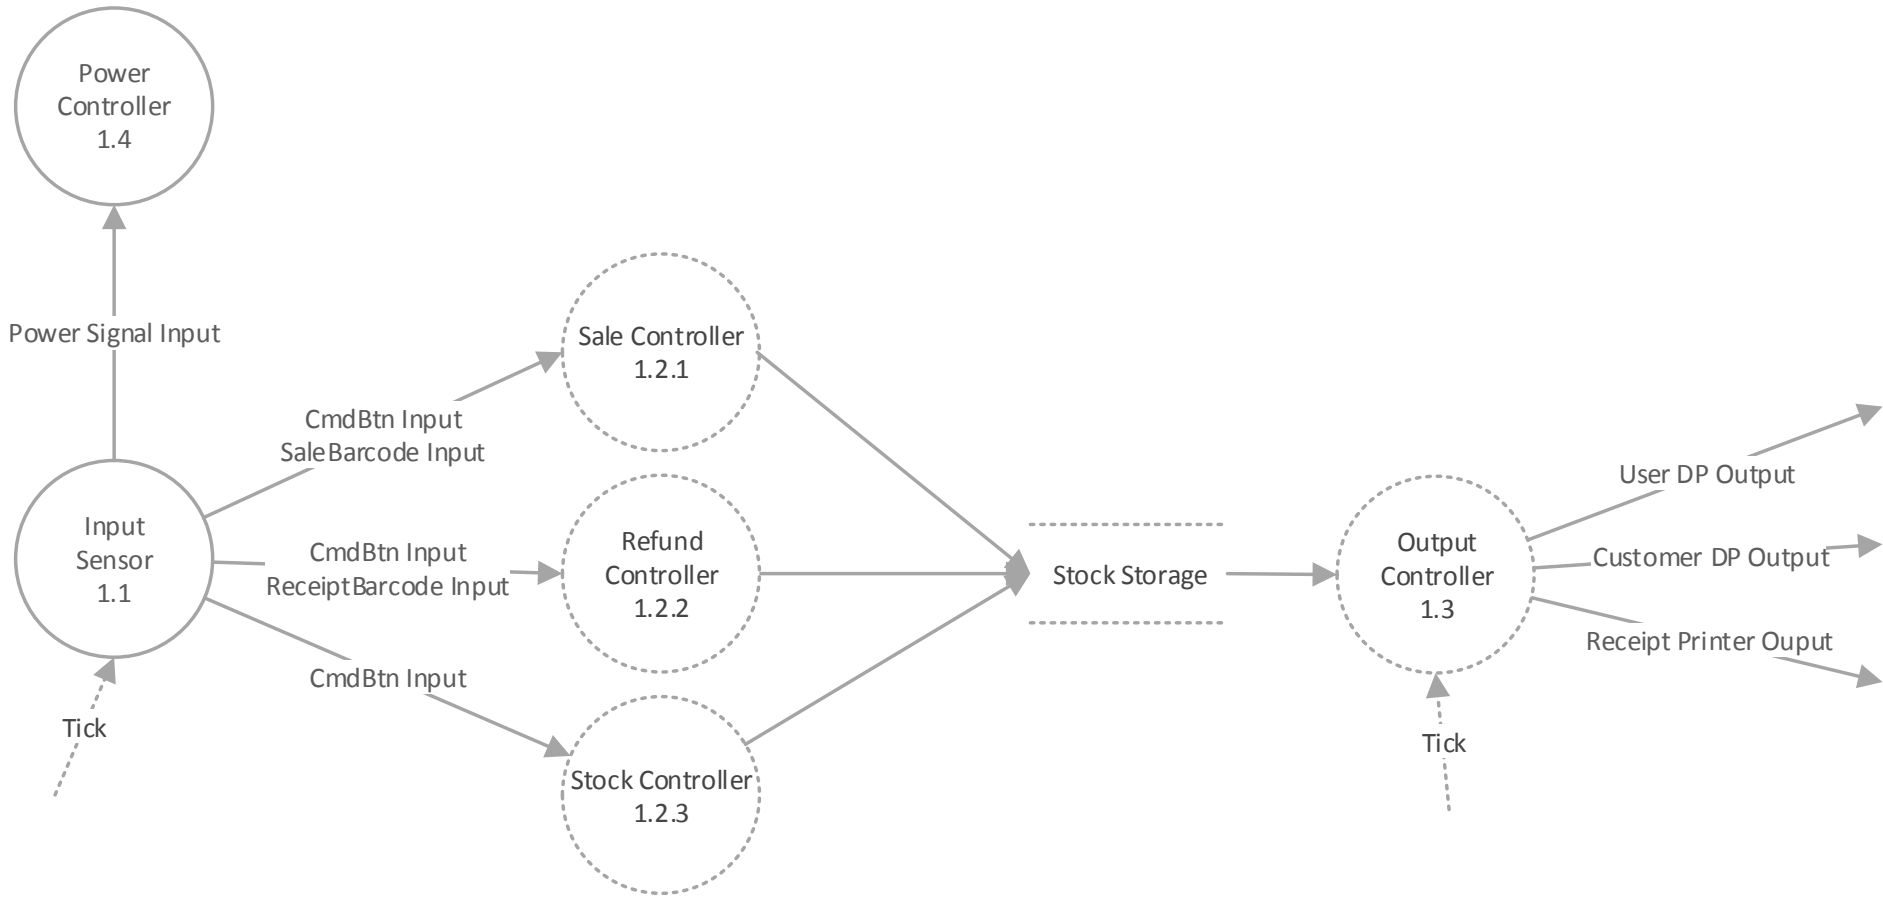 Power
Controller
1.4
Power Signal Input
Input
Sensor
1.1
Tick
CmdBtn Input
SaleBarcode Input
CmdBtn Input
ReceiptBarcode Input
CmdBtn Input
Sale Controller
1.2.1
Refund
Controller
1.2.2
Stock Controller
1.2.3
Stock Storage
Output
Controller
1.3
Tick
User DP Output
Customer DP Output
Receipt Printer Ouput